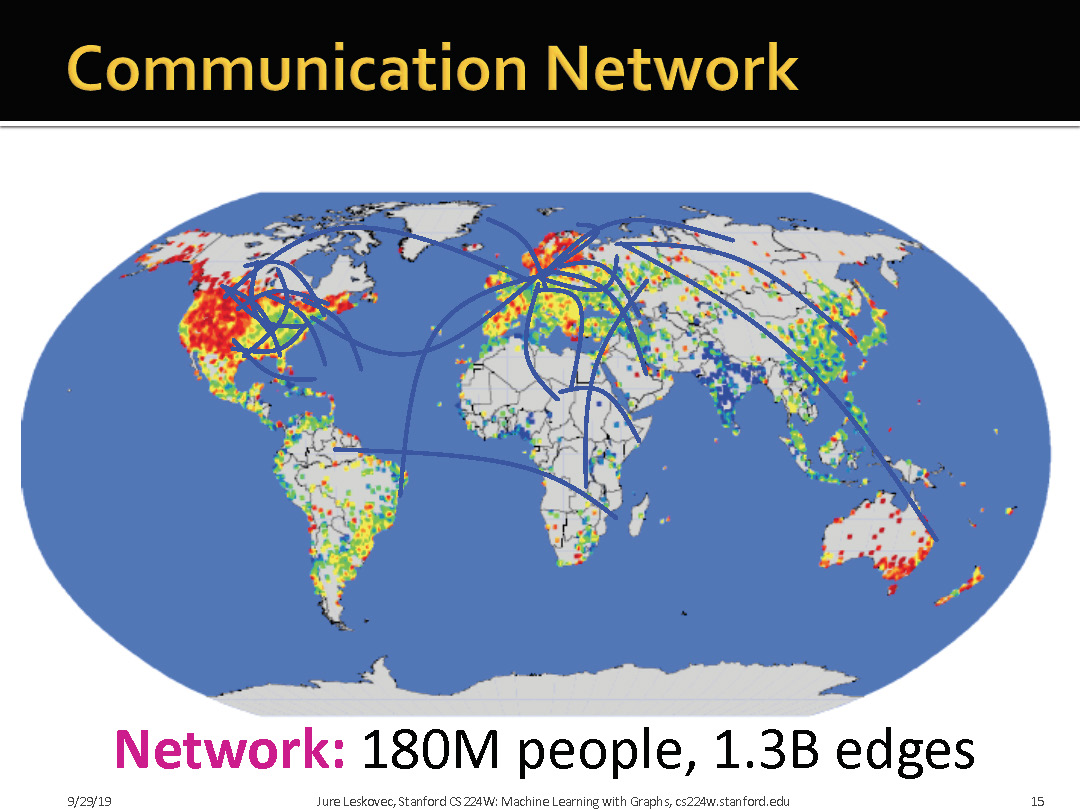 Communication Network
Network: 180M people, 1.3B edges
9/29/19
Jure Leskovec, Stanford CS224W: Machine Learning with Graphs, cs224w.stanford.edu
15